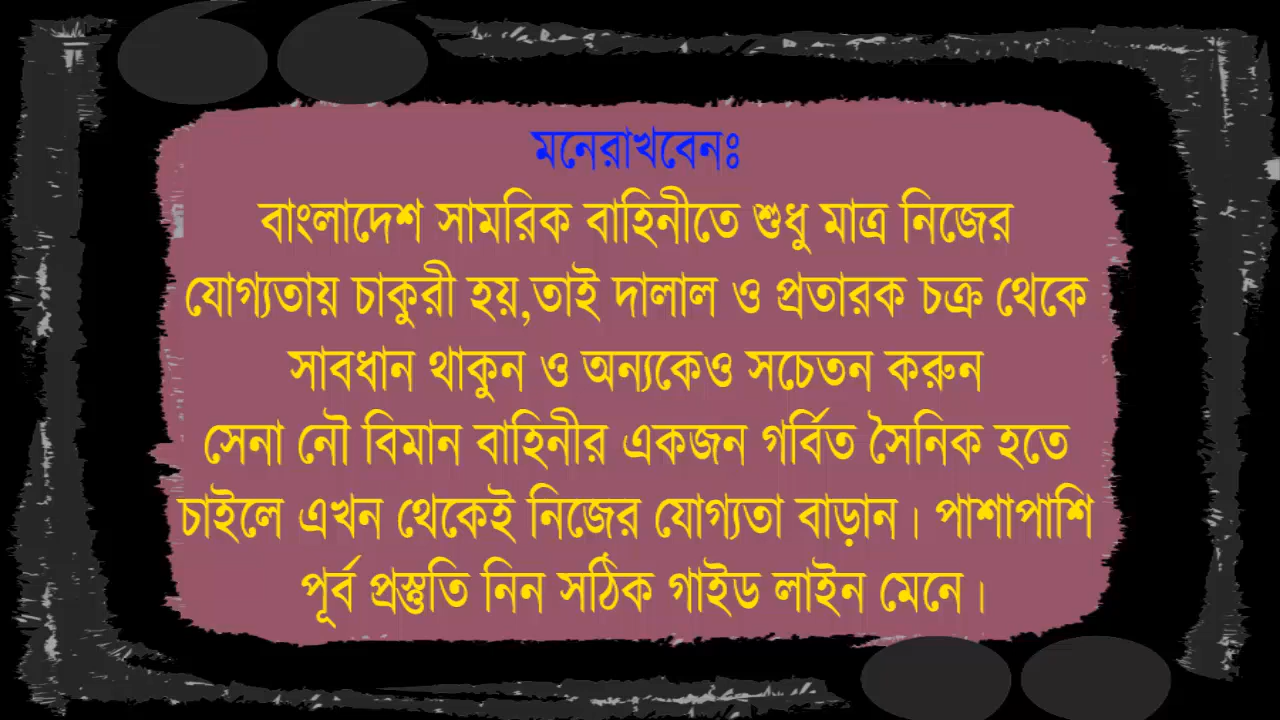 মনেরাখবেনঃ
বাংলাদেশ সামরিক বাহিনীতে শুধু মাত্র নিজের
যোগ্যতায় চাকুরী হয়,তাই দালাল ও প্রতারক চক্র থেকে
সাবধান থাকুন ও অন্যকেও সচেতন করুন
সেনা নৌ বিমান বাহিনীর একজন গর্বিত সৈনিক হতে
চাইলে এখন থেকেই নিজের যোগ্যতা বাড়ান। পাশাপাশি
পূর্ব প্রস্তুতি নিন সঠিক গাইড লাইন মেনে।